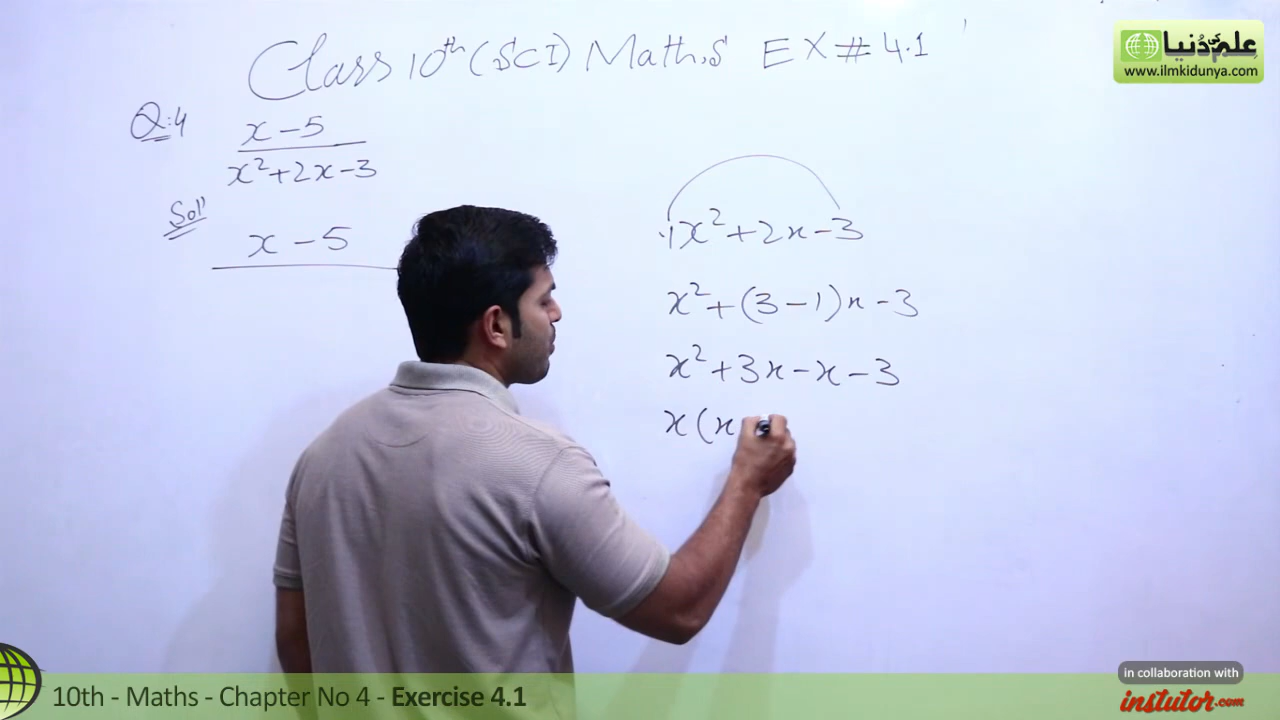 Class 10th (SCI) Maths EX # 4.1
علم کی دُنیا
www.ilmkidunya.com
Q:4 x - 5
x² + 2x - 3
Sol'
x - 5
1x² + 2x - 3
x² + (3 - 1)x - 3
x² + 3x - x - 3
x (x
10th - Maths - Chapter No 4 - Exercise 4.1
in collaboration with
instutor.com